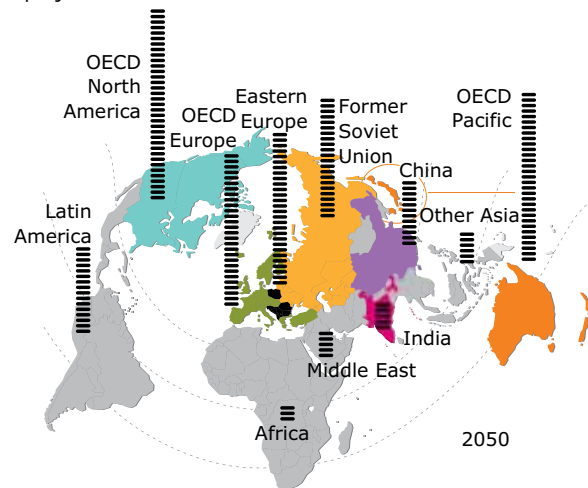 OECD
North
America
OECD
Europe
Eastern
Europe
Former
Soviet
Union
China
OECD
Pacific
Other Asia
Latin
America
India
Middle East
Africa
2050